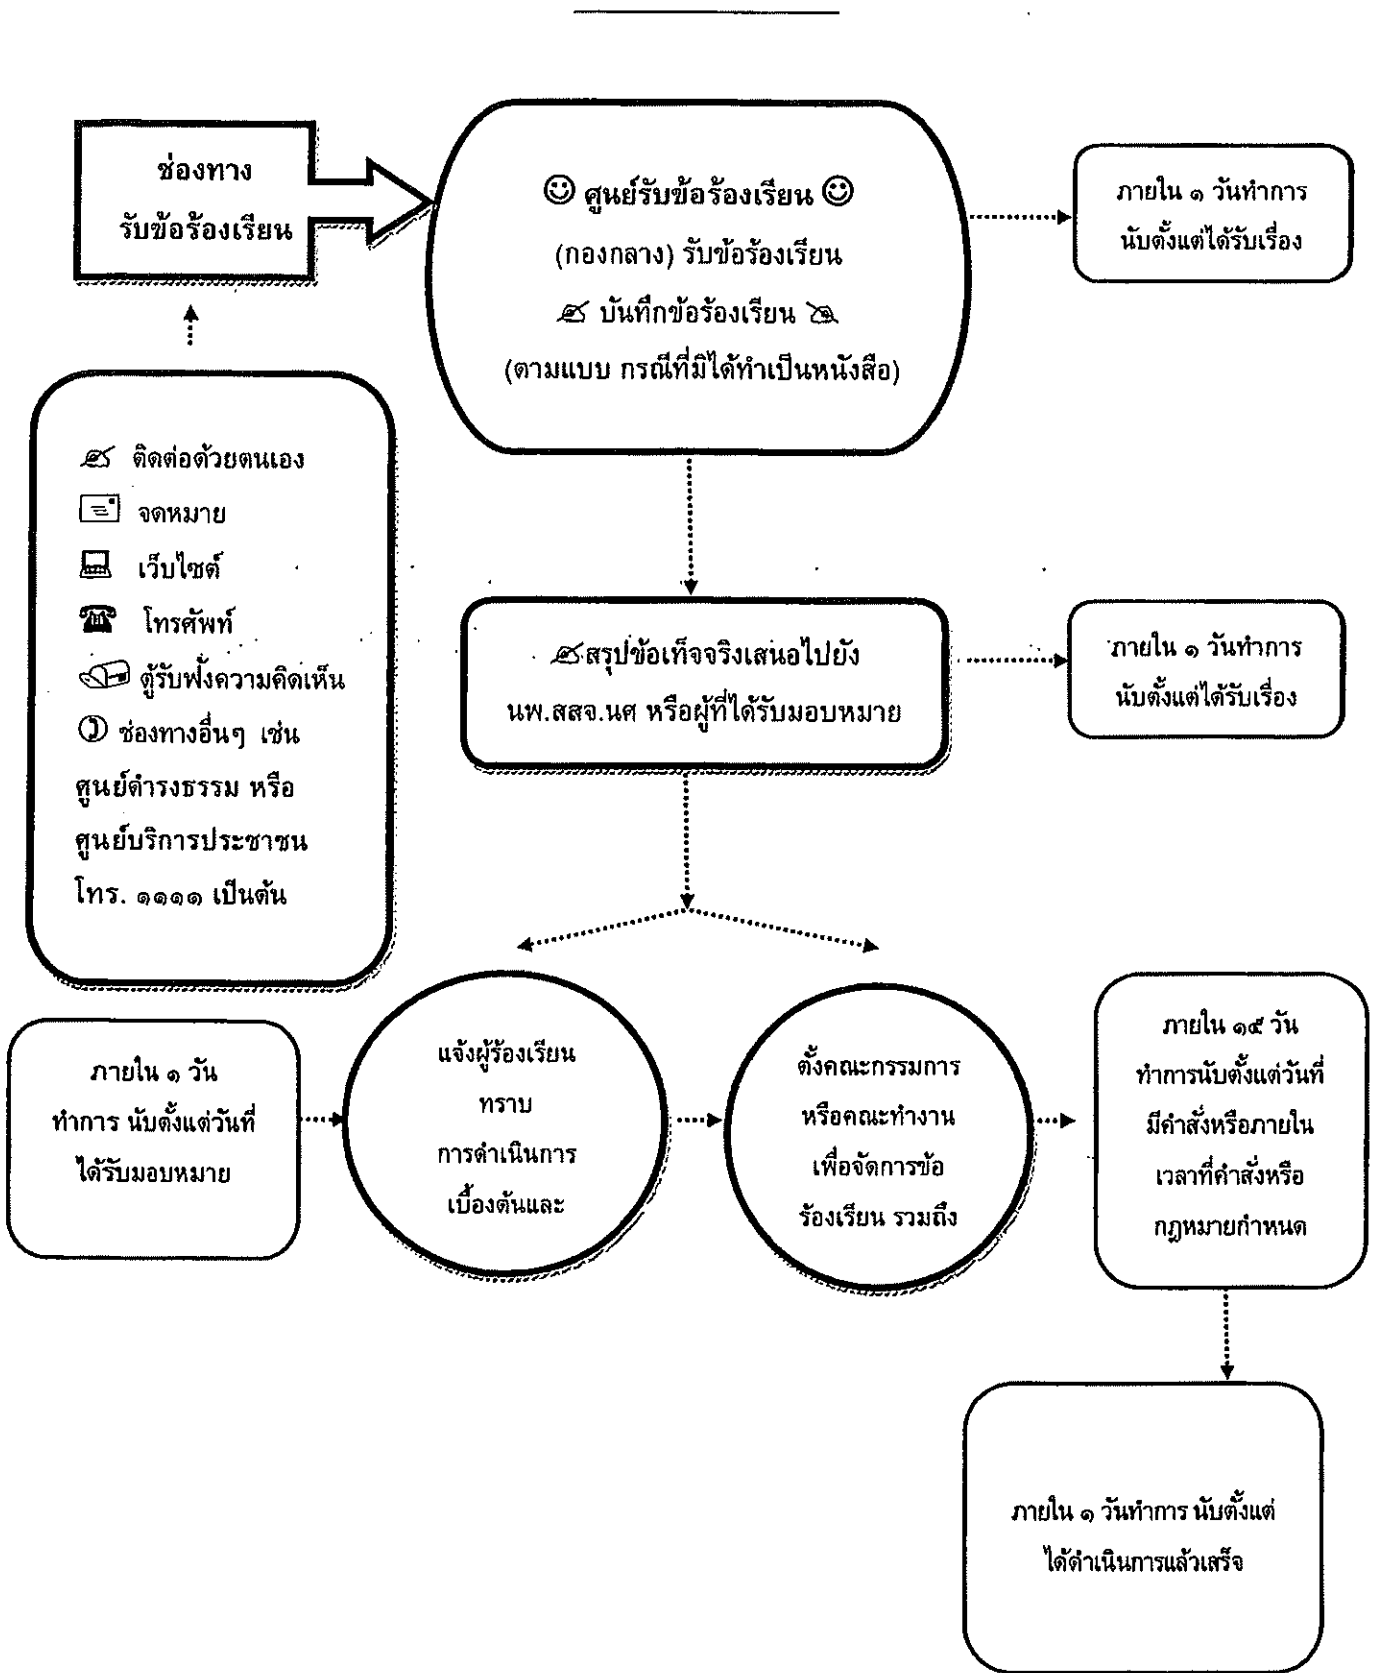 ช่องทาง
รับข้อร้องเรียน
ศูนย์รับข้อร้องเรียน
(กองกลาง) รับข้อร้องเรียน
บันทึกข้อร้องเรียน
(ตามแบบ กรณีที่มิได้ทำเป็นหนังสือ)
ภายใน ๑ วันทำการ
นับตั้งแต่ได้รับเรื่อง
ติดต่อด้วยตนเอง
จดหมาย
เว็บไซต์
โทรศัพท์
ตู้รับฟังความคิดเห็น
ช่องทางอื่นๆ เช่น
ศูนย์ดำรงธรรม หรือ
ศูนย์บริการประชาชน
โทร. ๑๑๑๑ เป็นต้น
สรุปข้อเท็จจริงเสนอไปยัง
นพ.สสจ.นศ หรือผู้ที่ได้รับมอบหมาย
ภายใน ๑ วันทำการ
นับตั้งแต่ได้รับเรื่อง
ภายใน ๑ วัน
ทำการ นับตั้งแต่วันที่
ได้รับมอบหมาย
แจ้งผู้ร้องเรียน
ทราบ
การดำเนินการ
เบื้องต้นและ
ตั้งคณะกรรมการ
หรือคณะทำงาน
เพื่อจัดการข้อ
ร้องเรียน รวมถึง
ภายใน ๑๕ วัน
ทำการนับตั้งแต่วันที่
มีคำสั่งหรือภายใน
เวลาที่คำสั่งหรือ
กฎหมายกำหนด
ภายใน ๑ วันทำการ นับตั้งแต่
ได้ดำเนินการแล้วเสร็จ